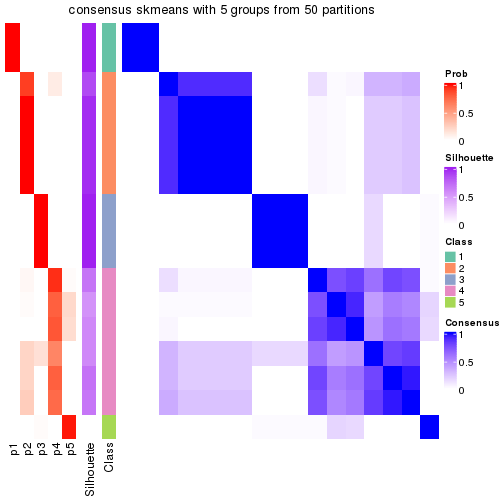 consensus skmeans with 5 groups from 50 partitions
Prob
1
0.5
0
Silhouette
1
0.5
0
Class
1
2
3
4
5
Consensus
1
0.5
0
p1
p2
p3
p4
p5
Silhouette
Class